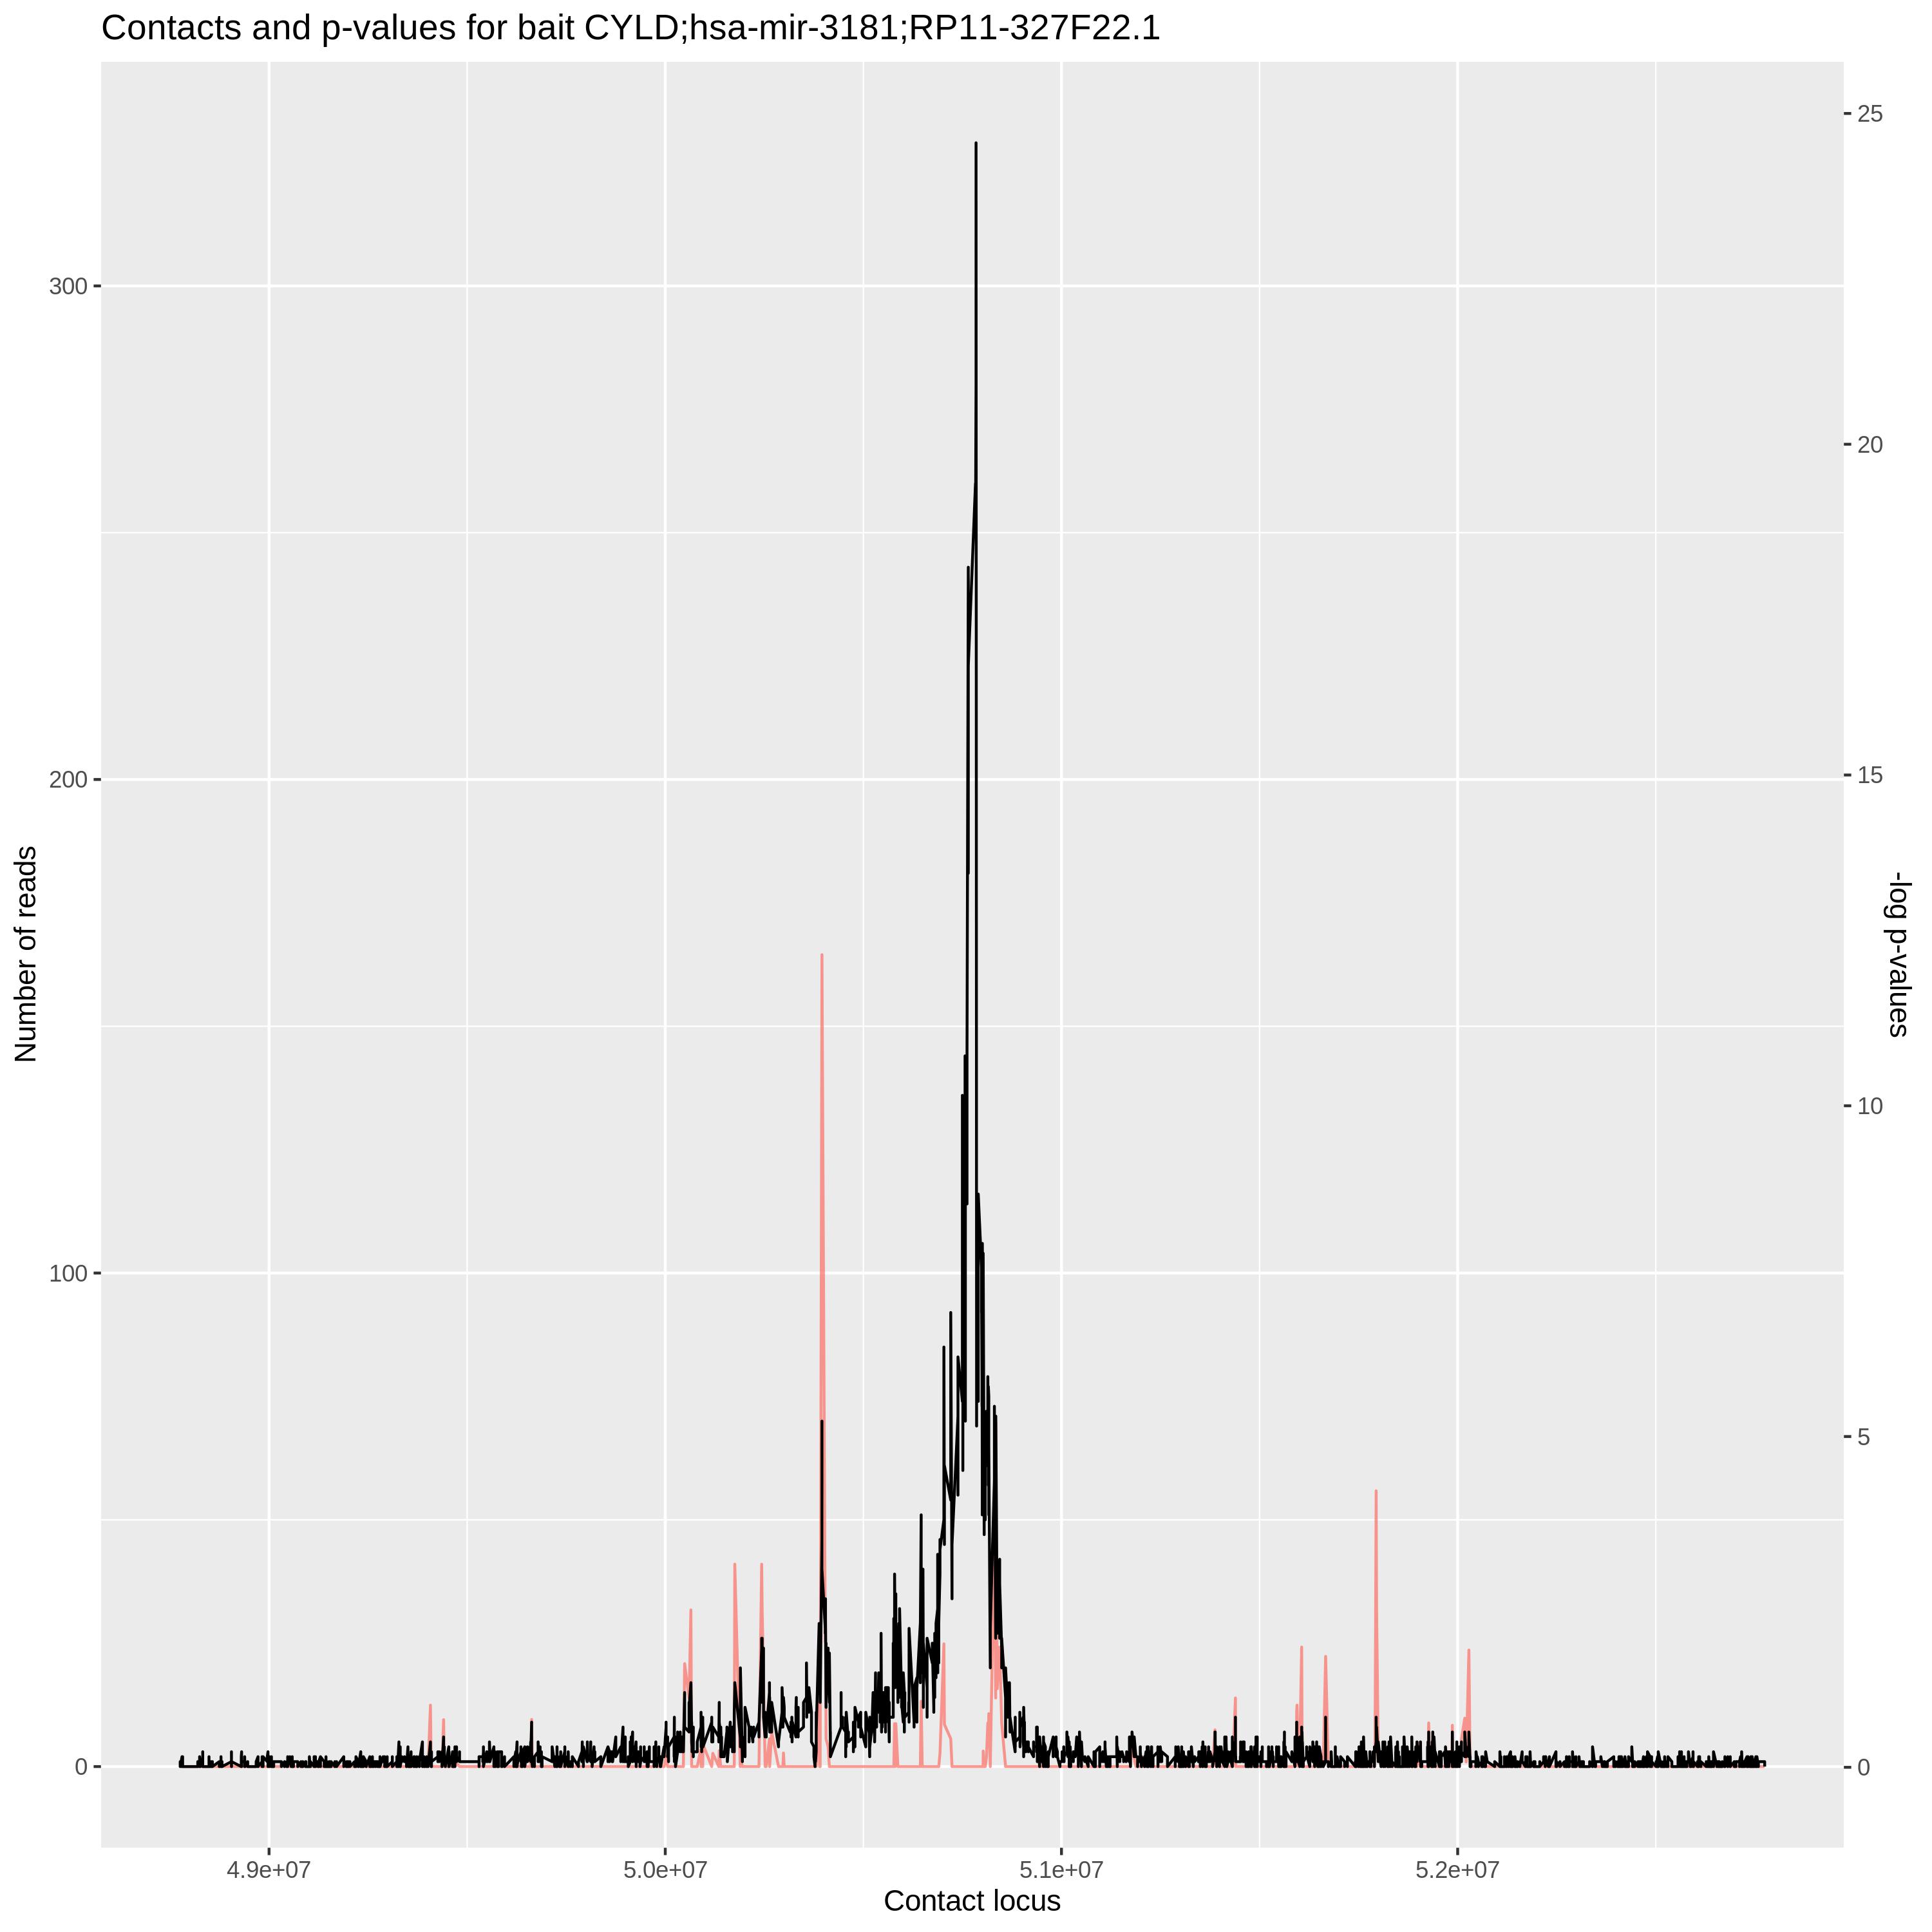 Contacts and p-values for bait CYLD;hsa-mir-3181;RP11-327F22.1
Number of reads
300
200
100
0
25
20
15
10
5
0
-log p-values
4.9e+07 5.0e+07 5.1e+07 5.2e+07
Contact locus